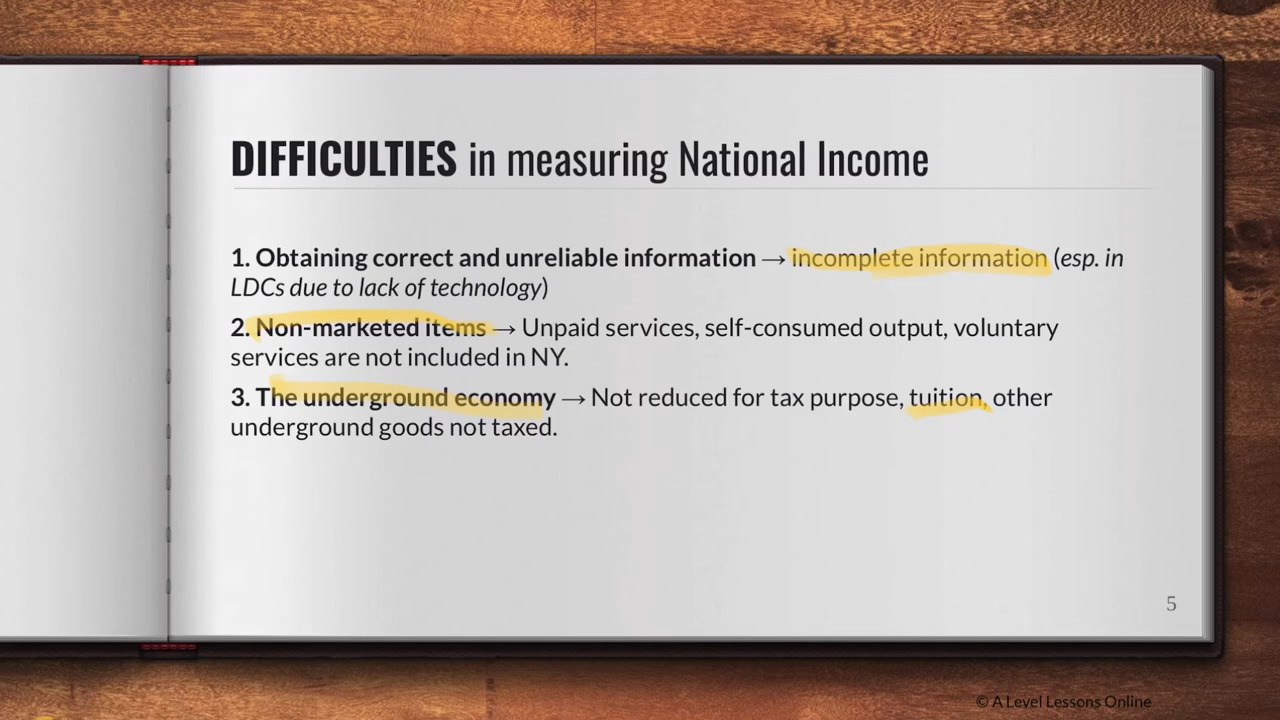 DIFFICULTIES in measuring National Income
1. Obtaining correct and unreliable information → incomplete information (esp. in
LDCs due to lack of technology)
2. Non-marketed items → Unpaid services, self-consumed output, voluntary
services are not included in NY.
3. The underground economy → Not reduced for tax purpose, tuition, other
underground goods not taxed.
5
© A Level Lessons Online